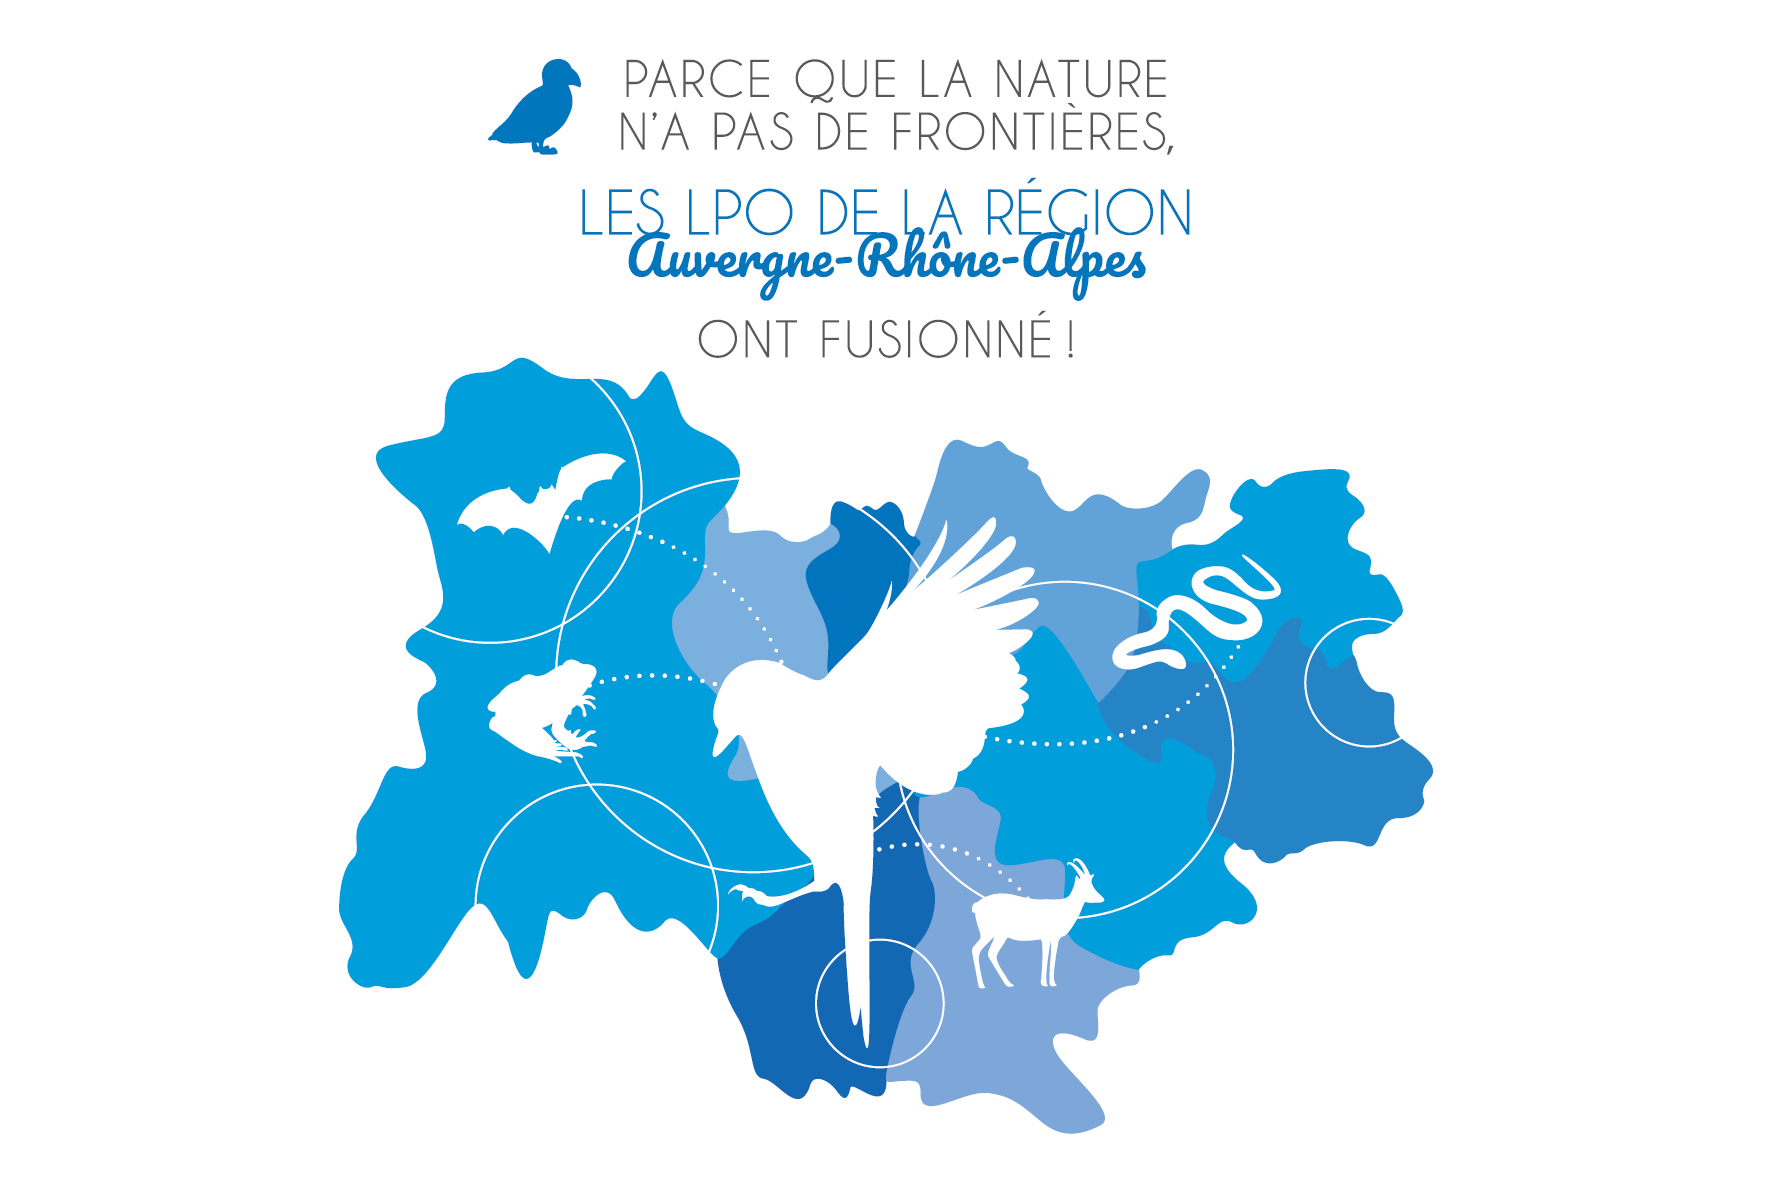 PARCE QUE LA NATURE
N'A PAS DE FRONTIÈRES,
LES LPO DE LA RÉGION
Auvergne-Rhône-Alpes
ONT FUSIONNÉ !